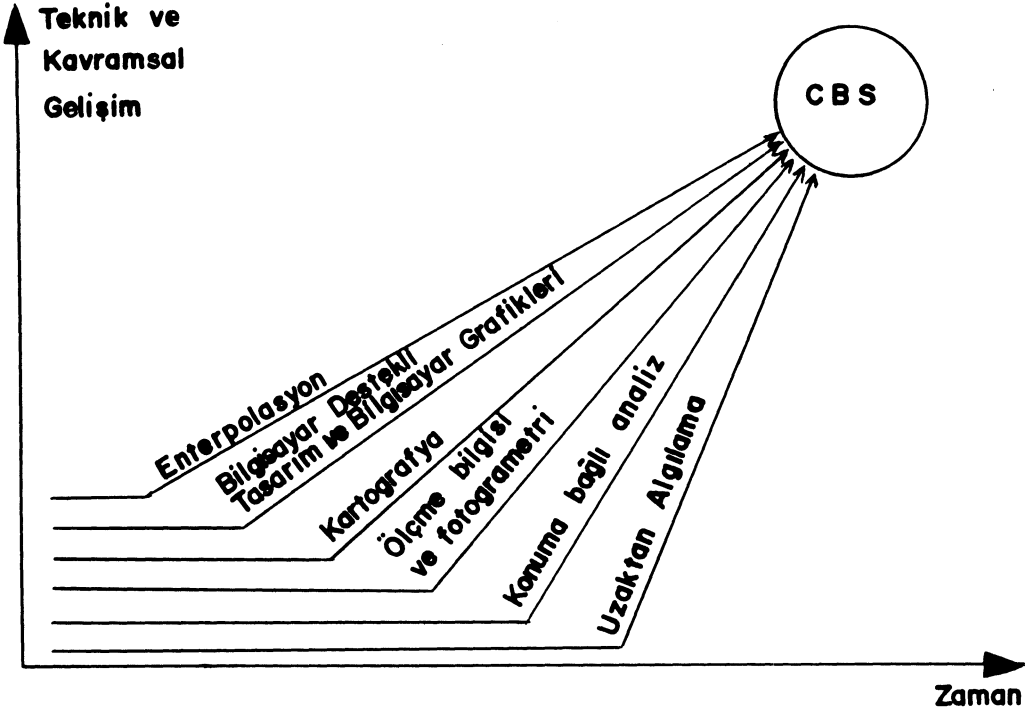 Teknik ve
Kavramsal
Gelişim
CBS
Enterpolasyon
Bilgisayar Destekli
Tasarım ve Bilgisayar Grafikleri
Kartografya
Ölçme bilgisi
ve fotogrametri
Konuma bağlı analiz
Uzaktan Algılama
Zaman